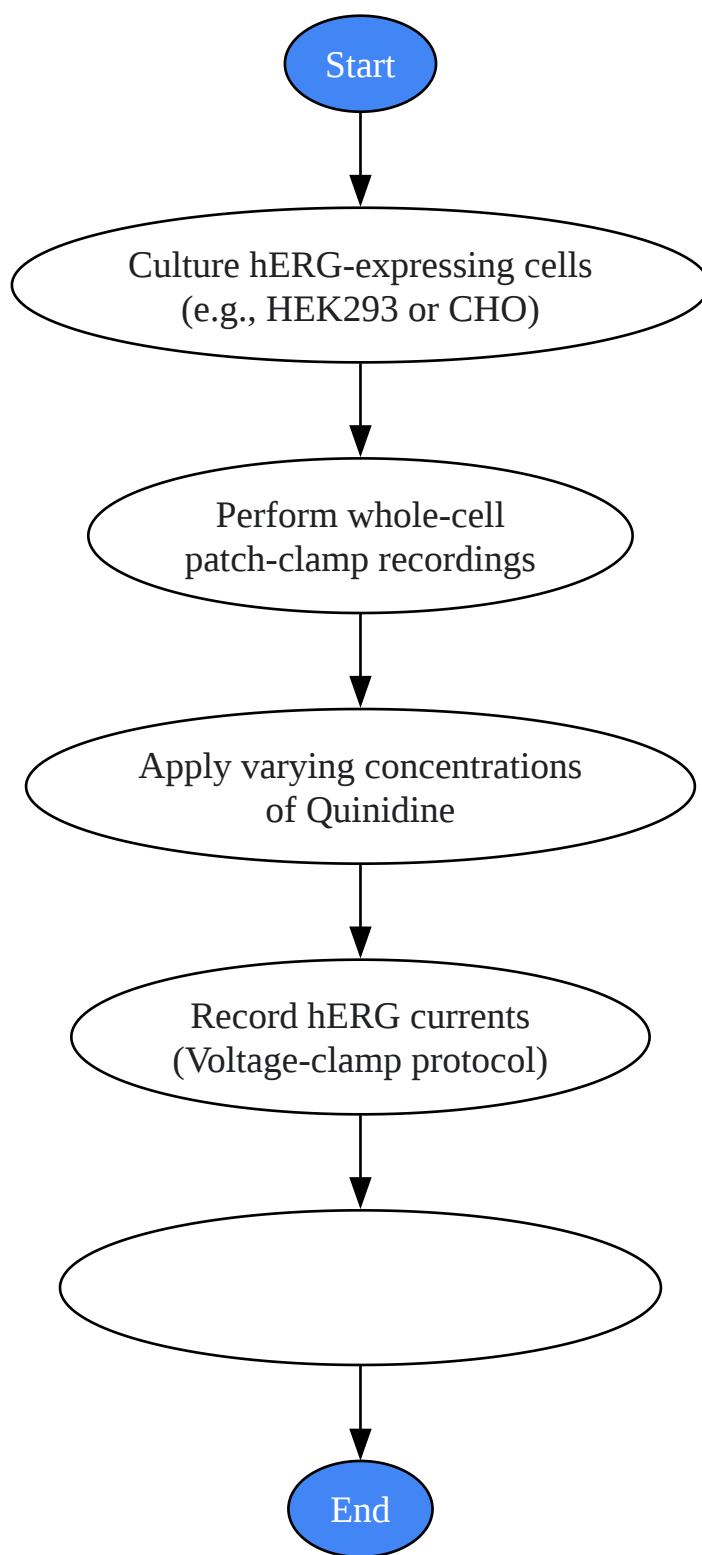 Start
Culture hERG-expressing cells
(e.g., HEK293 or CHO)
Perform whole-cell
patch-clamp recordings
Apply varying concentrations
of Quinidine
Record hERG currents
(Voltage-clamp protocol)
End